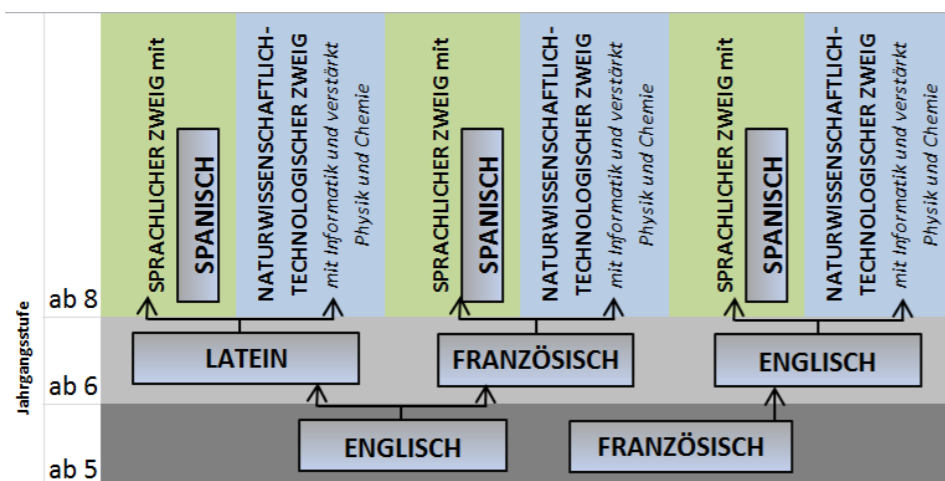 Jahrgangsstufe
ab 8
SPRACHLICHER ZWEIG mit
SPANISCH
NATURWISSENSCHAFTLICH-
TECHNOLOGISCHER ZWEIG
mit Informatik und verstärkt
Physik und Chemie
SPRACHLICHER ZWEIG mit
SPANISCH
NATURWISSENSCHAFTLICH-
TECHNOLOGISCHER ZWEIG
mit Informatik und verstärkt
Physik und Chemie
SPRACHLICHER ZWEIG mit
SPANISCH
NATURWISSENSCHAFTLICH-
TECHNOLOGISCHER ZWEIG
mit Informatik und verstärkt
Physik und Chemie
ab 6
LATEIN
FRANZÖSISCH
ENGLISCH
ab 5
ENGLISCH
FRANZÖSISCH